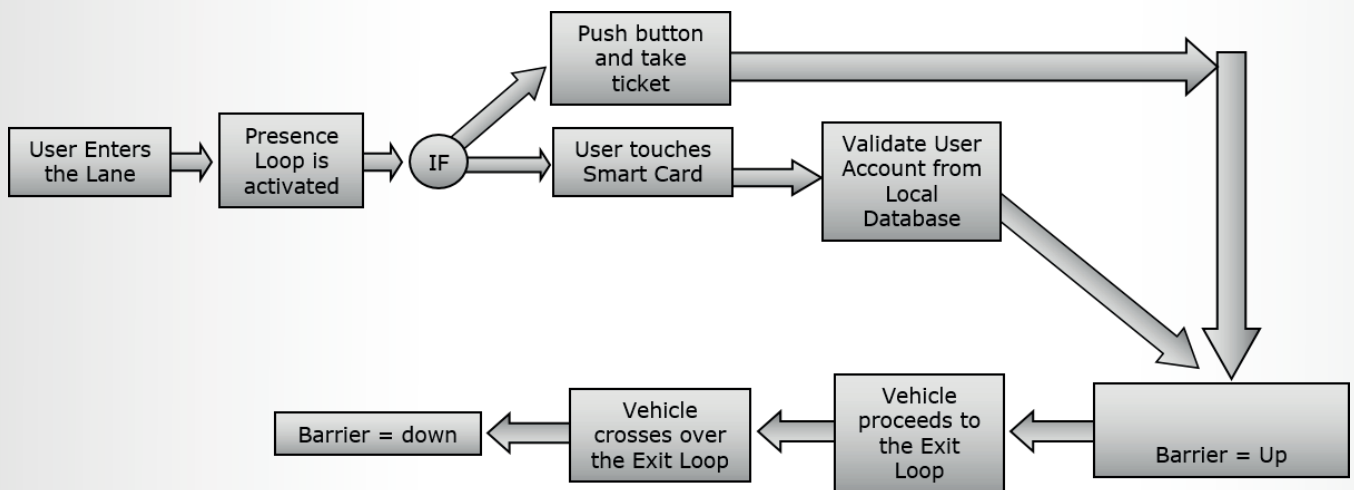 User Enters
the Lane
Presence
Loop is
activated
IF
Push button
and take
ticket
User touches
Smart Card
Validate User
Account from
Local
Database
Barrier = Up
Vehicle
proceeds to
the Exit
Loop
Vehicle
crosses over
the Exit Loop
Barrier = down